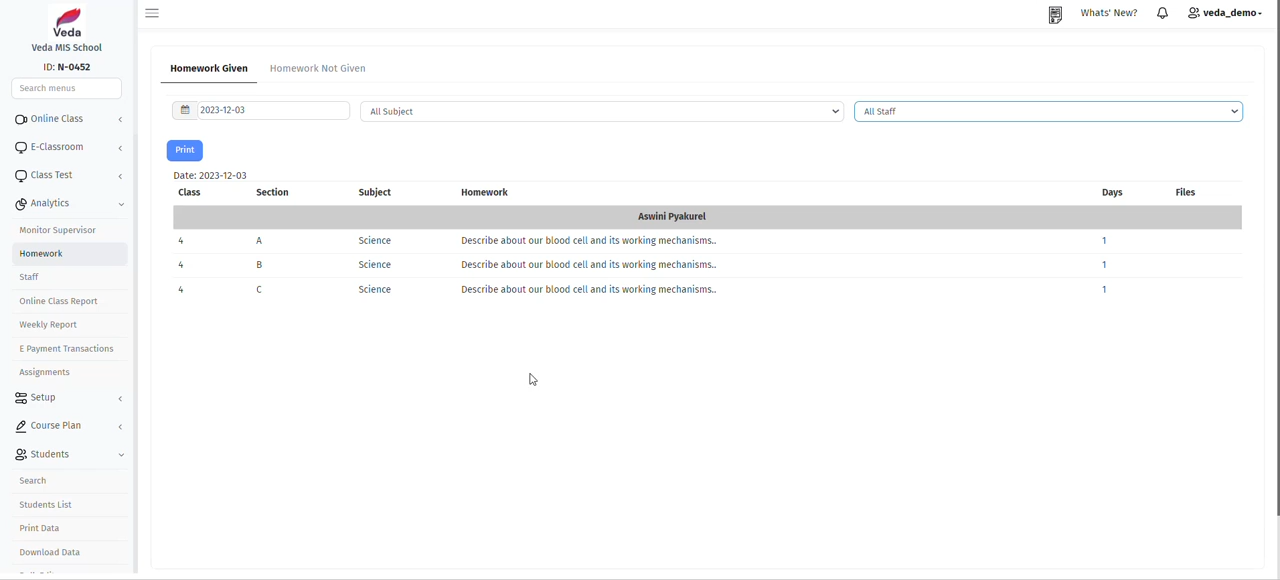 Veda
Veda MIS School
ID: N-0452
Search menus
Online Class
E-Classroom
Class Test
Analytics
Monitor Supervisor
Homework
Staff
Online Class Report
Weekly Report
E Payment Transactions
Assignments
Setup
Course Plan
Students
Search
Students List
Print Data
Download Data
Whats' New?
veda_demo
Homework Given Homework Not Given
2023-12-03 All Subject All Staff
Print
Date: 2023-12-03
Class Section Subject Homework Days Files
Aswini Pyakurel
4 A Science Describe about our blood cell and its working mechanisms.. 1
4 B Science Describe about our blood cell and its working mechanisms.. 1
4 C Science Describe about our blood cell and its working mechanisms.. 1